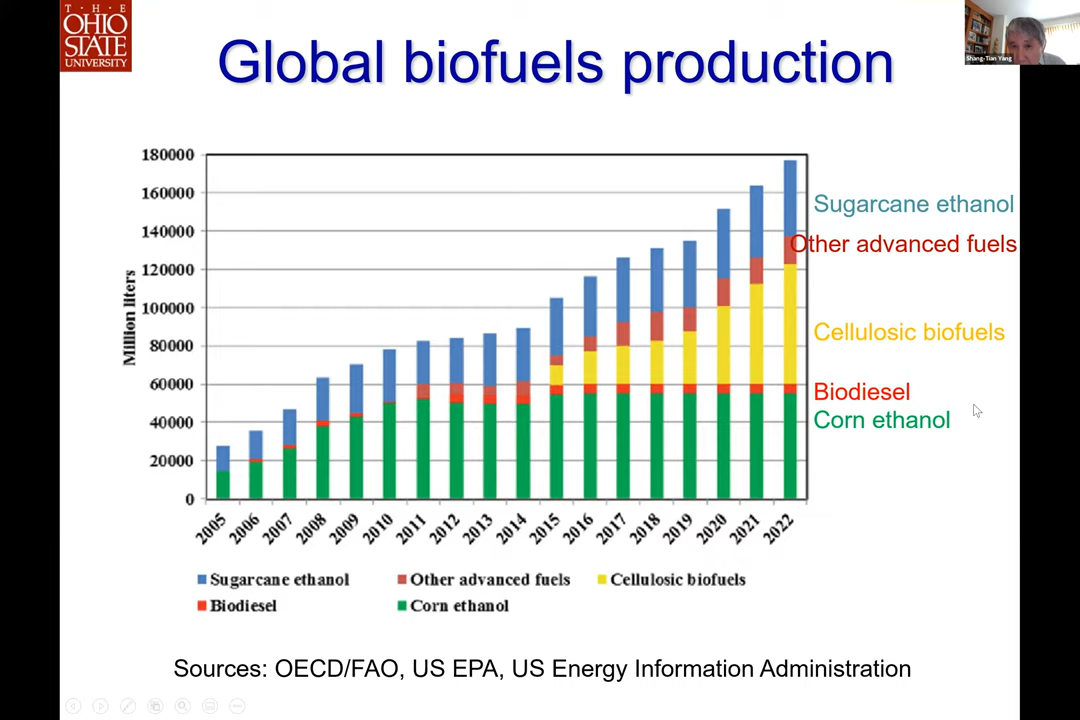 T · H · E
OHIO
STATE
UNIVERSITY
Shang-Tian Yang
Global biofuels production
180000
160000
140000
120000
100000
80000
60000
40000
20000
0
Million liters
2005 2006 2007 2008 2009 2010 2011 2012 2013 2014 2015 2016 2017 2018 2019 2020 2021 2022
Sugarcane ethanol
Other advanced fuels
Cellulosic biofuels
Biodiesel
Corn ethanol
Sugarcane ethanol Other advanced fuels Cellulosic biofuels
Biodiesel Corn ethanol
Sources: OECD/FAO, US EPA, US Energy Information Administration